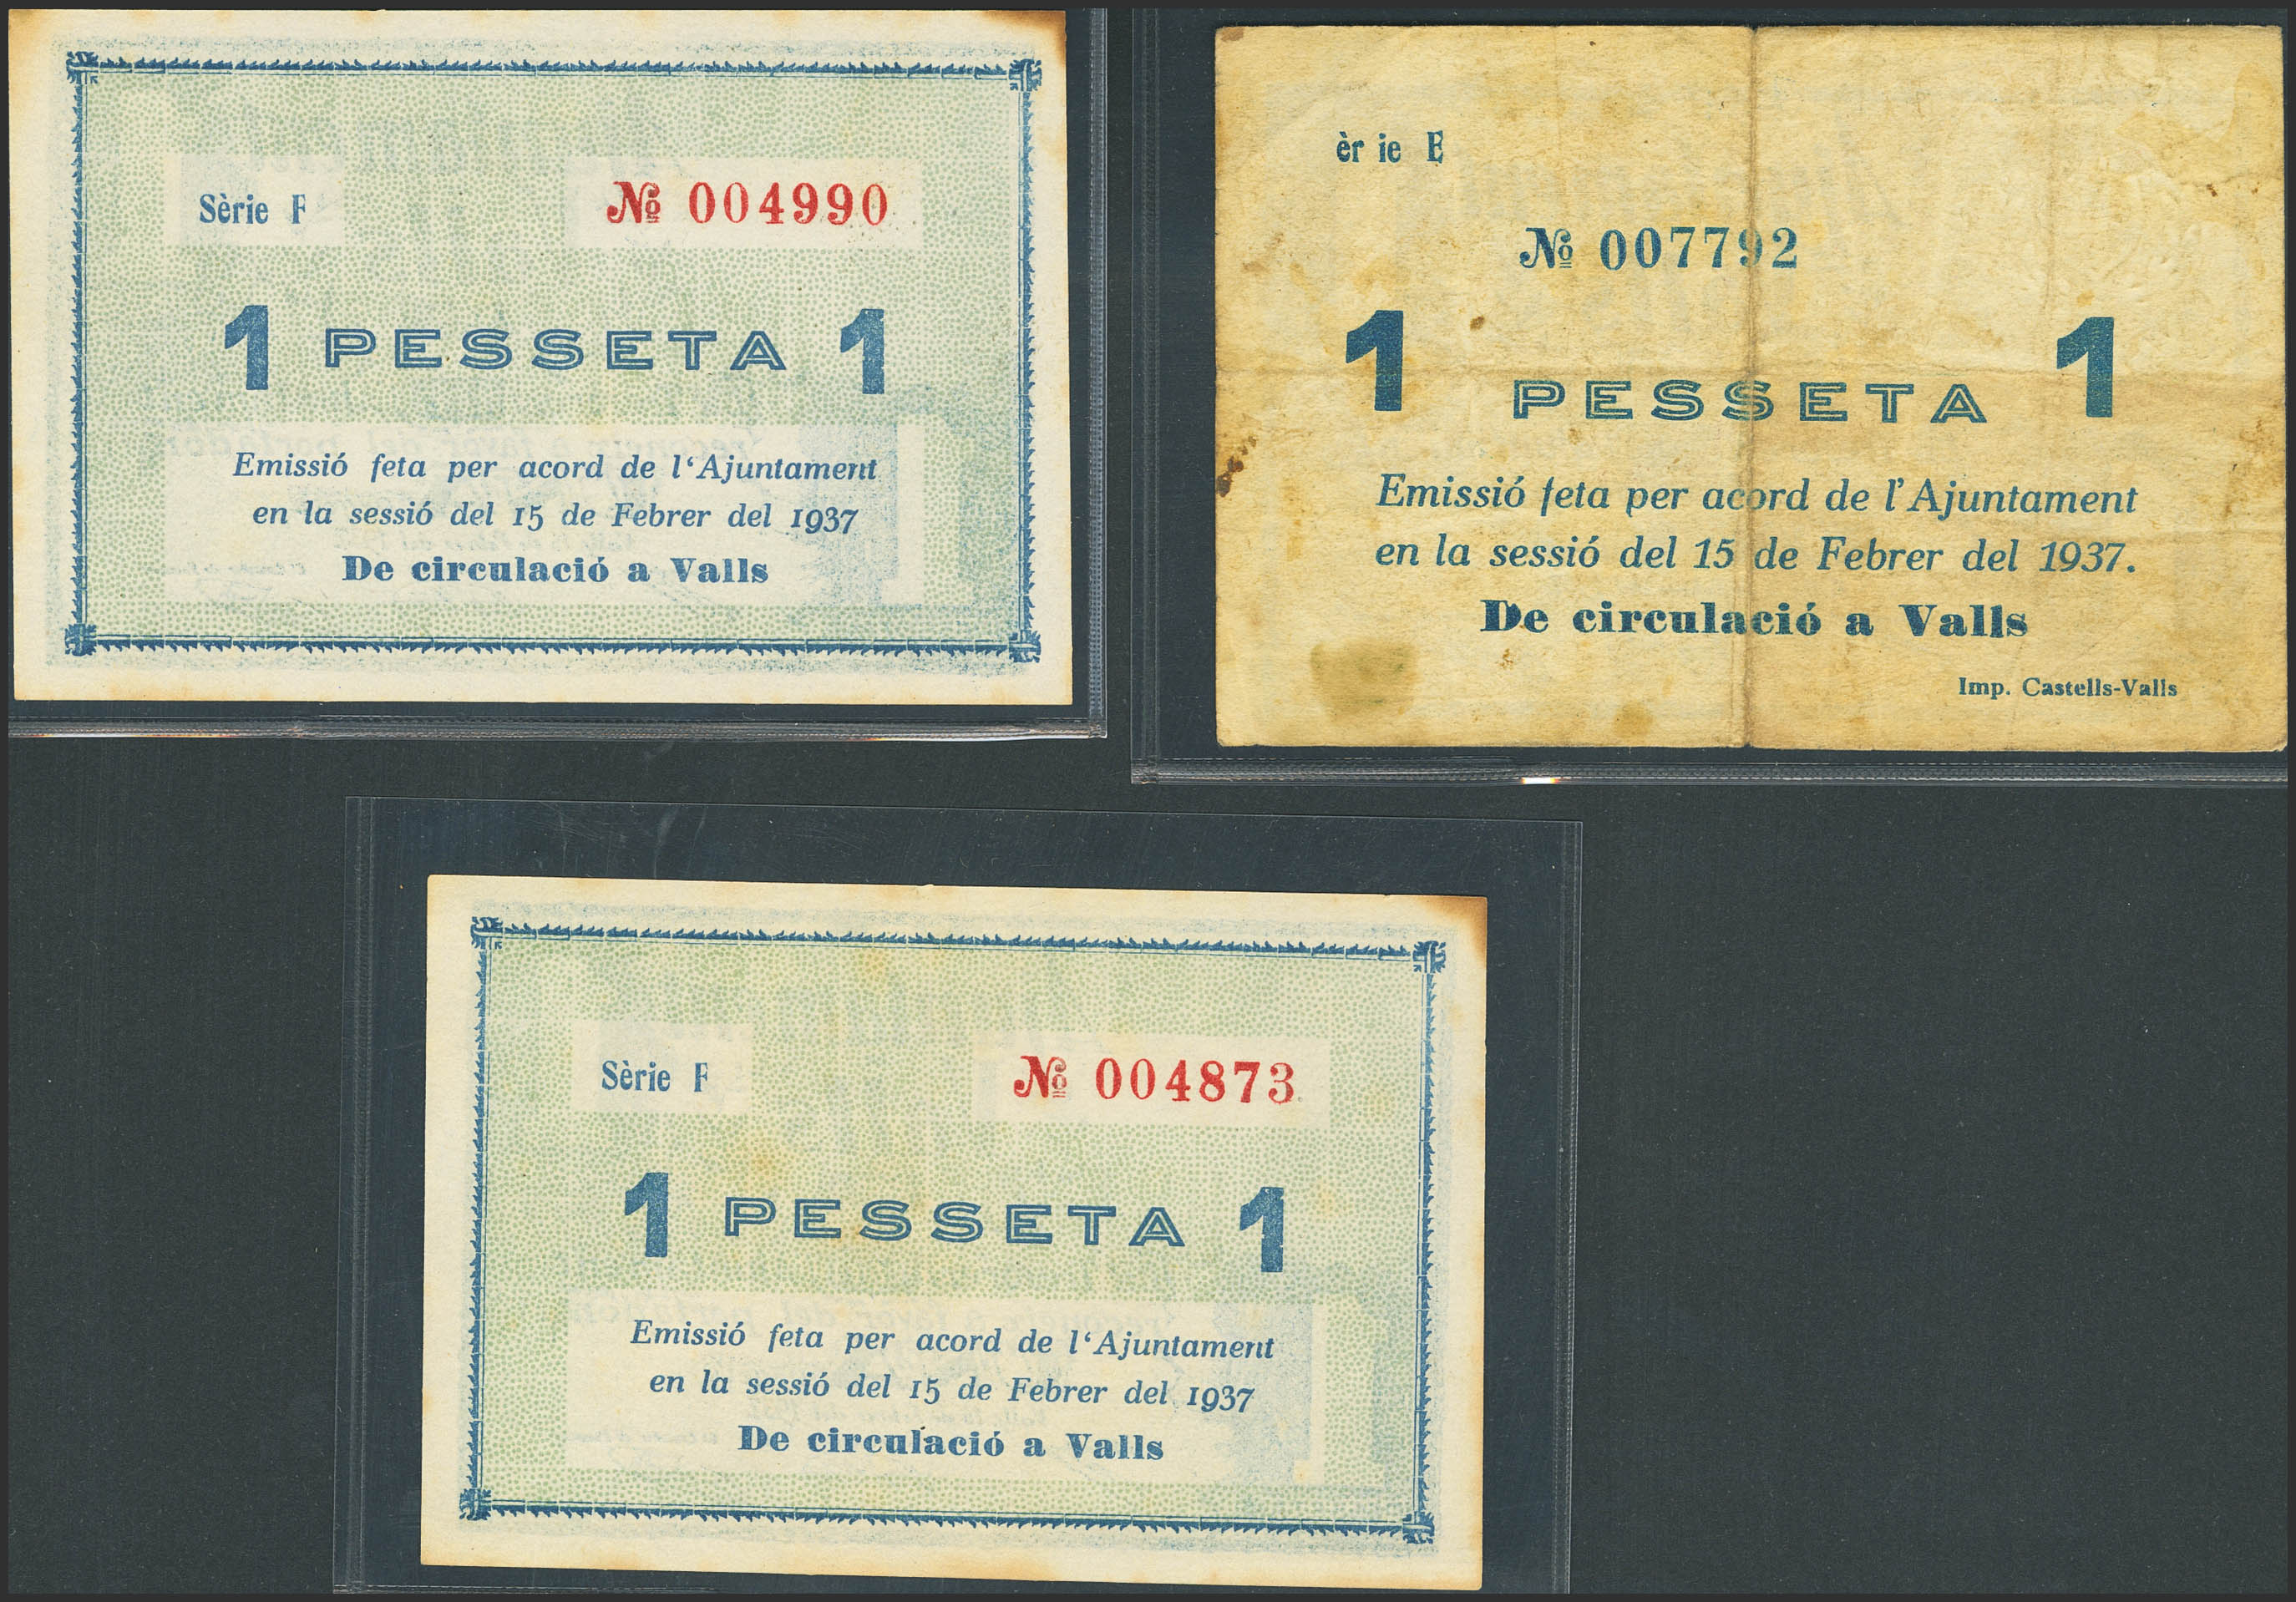 Sèrie F
№ 004990
1 PESSETA 1
Emissió feta per acord de l‘Ajuntament
en la sessió del 15 de Febrer del 1937
De circulació a Valls
èr ie E
№ 007792
1 PESSETA 1
Emissió feta per acord de l’Ajuntament
en la sessió del 15 de Febrer del 1937.
De circulació a Valls
Imp. Castells-Valls
Sèrie F
№ 004873
1 PESSETA 1
Emissió feta per acord de l‘Ajuntament
en la sessió del 15 de Febrer del 1937
De circulació a Valls